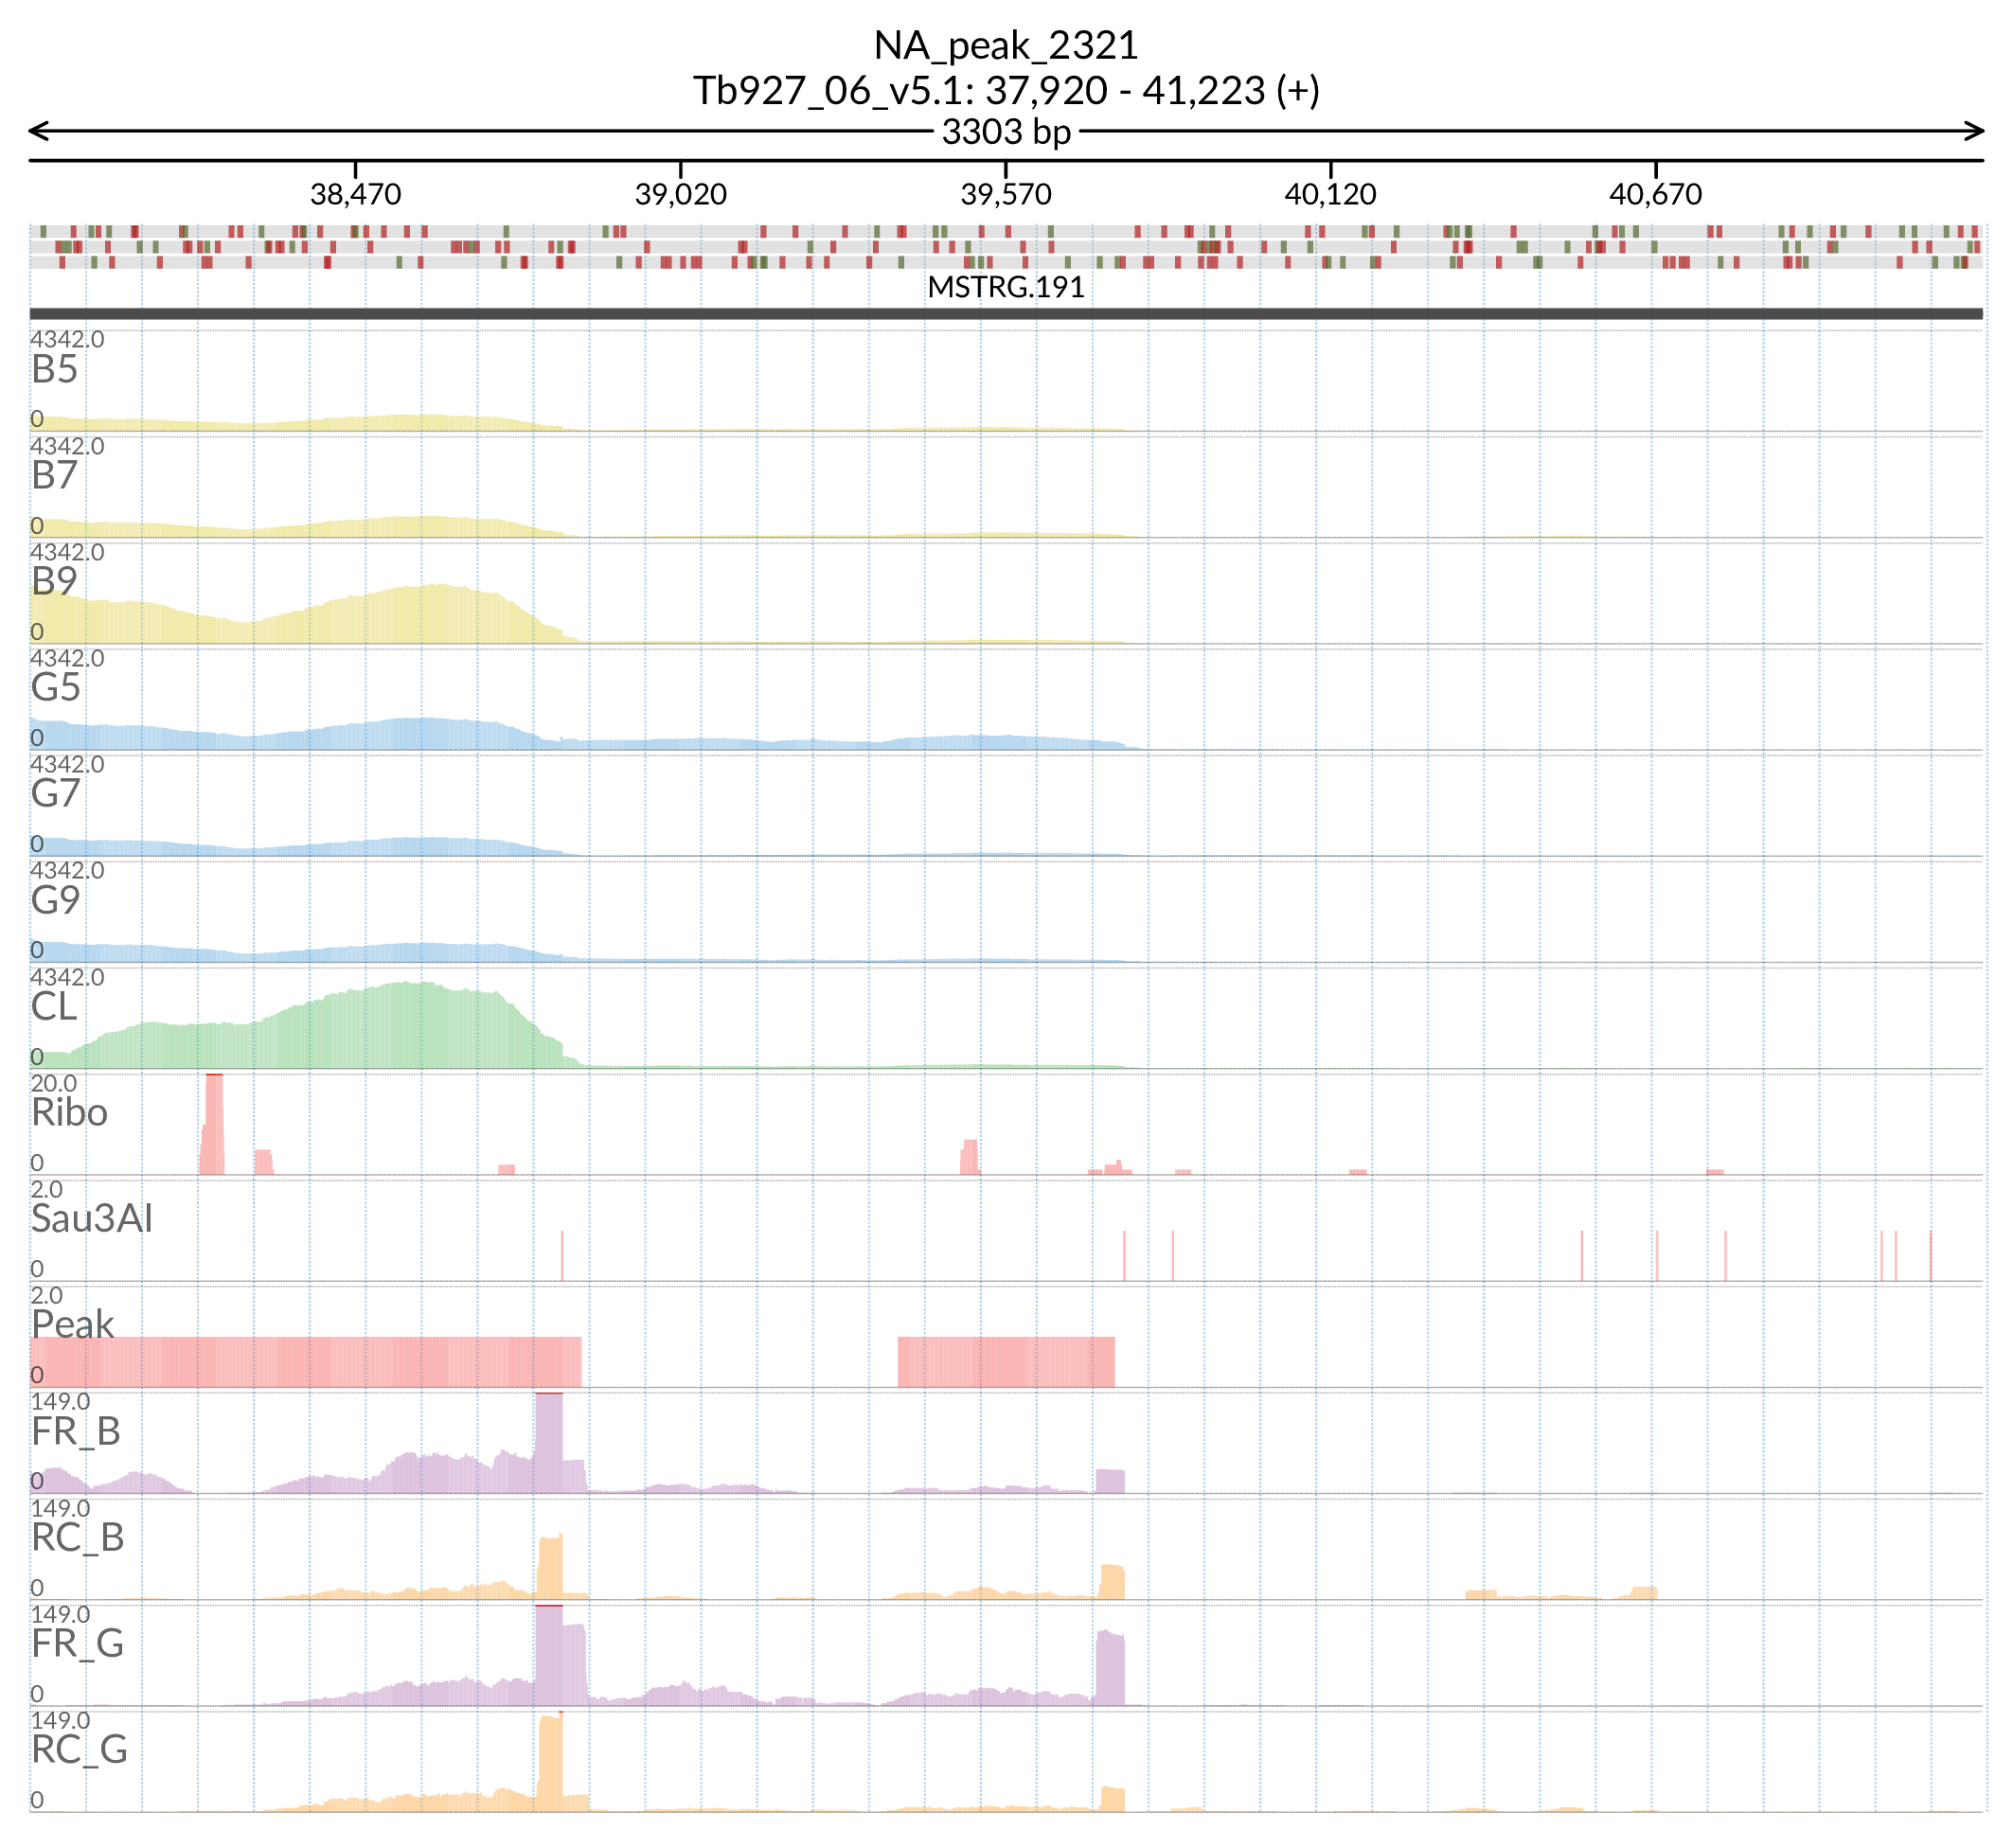 NA_peak_2321
Tb927_06_v5.1: 37,920 - 41,223 (+)
3303 bp
38,470 39,020 39,570 40,120 40,670
MSTRG.191
4342.0
B5
0
4342.0
B7
0
4342.0
B9
0
4342.0
G5
0
4342.0
G7
0
4342.0
G9
0
4342.0
CL
0
20.0
Ribo
0
2.0
Sau3AI
0
2.0
Peak
0
149.0
FR_B
0
149.0
RC_B
0
149.0
FR_G
0
149.0
RC_G
0